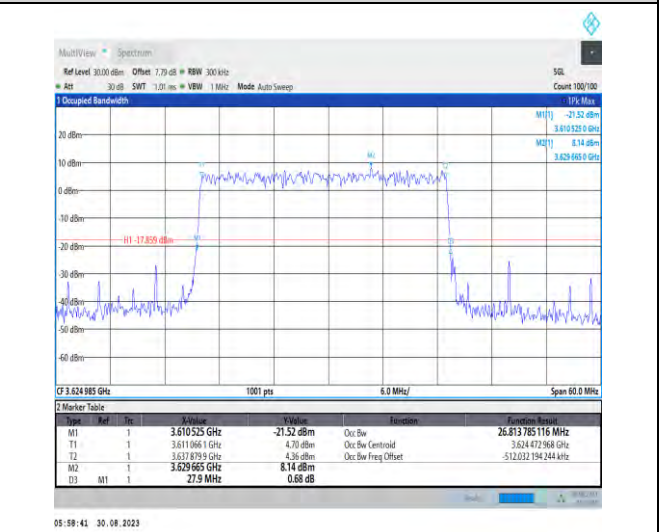 MultiView Spectrum
Ref Level 30.00 dBm Offset 7.79 dB RBW 300 kHz SGL
Att 30 dB SWT 1.01 ms VBW 1 MHz Mode Auto Sweep Count 100/100
1 Occupied Bandwidth 1Pk Max
M1[1] -21.52 dBm
3.610 525 0 GHz
M2[1] 8.14 dBm
3.629 665 0 GHz
20 dBm
10 dBm
M2
T1
T2
0 dBm
-10 dBm
H1 -17.859 dBm
M1
D3
-20 dBm
-30 dBm
-40 dBm
-50 dBm
-60 dBm
CF 3.624 985 GHz 1001 pts 6.0 MHz/ Span 60.0 MHz
2 Marker Table
Type Ref Trc X-Value Y-Value Function Function Result
M1 1 3.610 525 GHz -21.52 dBm Occ Bw 26.813 785 116 MHz
T1 1 3.611 066 1 GHz 4.70 dBm Occ Bw Centroid 3.624 472 968 GHz
T2 1 3.637 879 9 GHz 4.36 dBm Occ Bw Freq Offset -512.032 194 244 kHz
M2 1 3.629 665 GHz 8.14 dBm
D3 M1 1 27.9 MHz 0.68 dB
05:58:41 30.08.2023